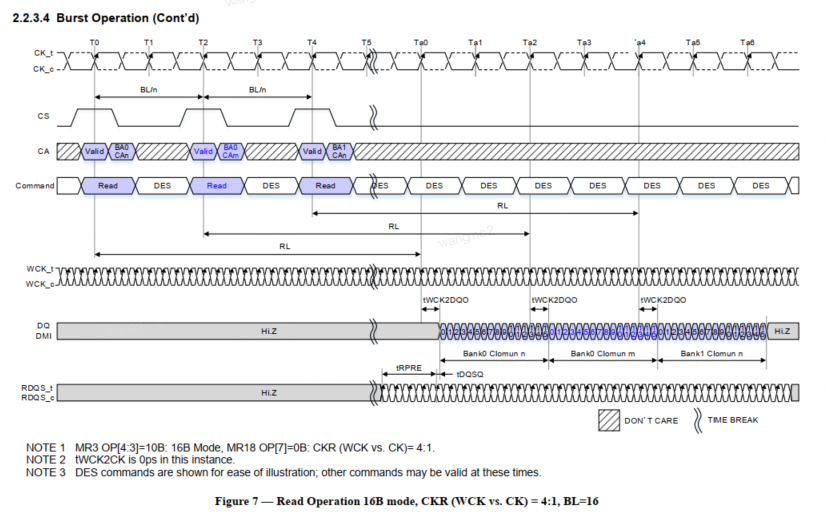 2.2.3.4 Burst Operation (Cont'd)
T0 T1 T2 T3 T4 T5 Ta0 Ta1 Ta2 Ta3 `a4 Ta5 Ta6
CK_t
CK_c
BL/n BL/n
CS
CA Valid BA0 CAn Valid BA0 CAm Valid BA1 CAn
Command Read DES Read DES Read DES DES DES DES DES DES DES DES
RL
RL
RL
WCK_t
WCK_c
tWCK2DQO tWCK2DQO tWCK2DQO
DQ
DMI
Hi.Z Hi.Z
Bank0 Clomun n Bank0 Clomun m Bank1 Clomun n
tRPRE tDQSQ
RDQS_t
RDQS_c
Hi.Z
DON'T CARE TIME BREAK
NOTE 1 MR3 OP[4:3]=10B: 16B Mode, MR18 OP[7]=0B: CKR (WCK vs. CK)= 4:1.
NOTE 2 tWCK2CK is 0ps in this instance.
NOTE 3 DES commands are shown for ease of illustration; other commands may be valid at these times.
Figure 7 — Read Operation 16B mode, CKR (WCK vs. CK) = 4:1, BL=16